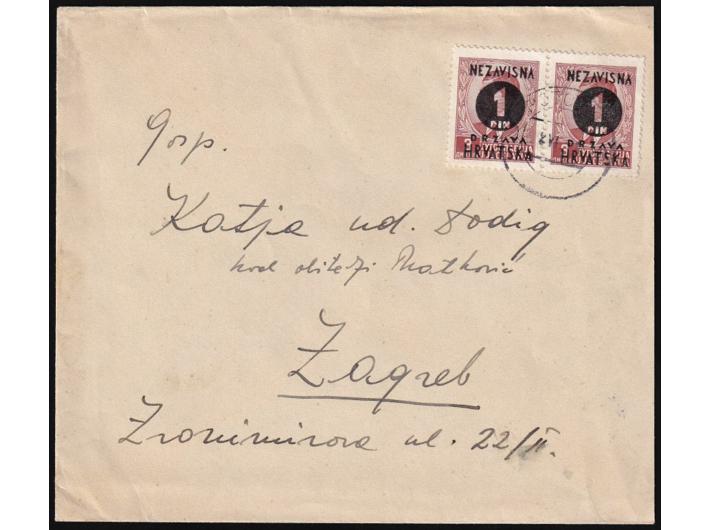 NEZAVISNA NEZAVISNA
1 1
DIN DIN
DRŽAVA DRŽAVA
HRVATSKA HRVATSKA
Gosp.
Katja ud. Dodig
kod obitelji Matković
Zagreb
Zvonimirova ul. 22/II.